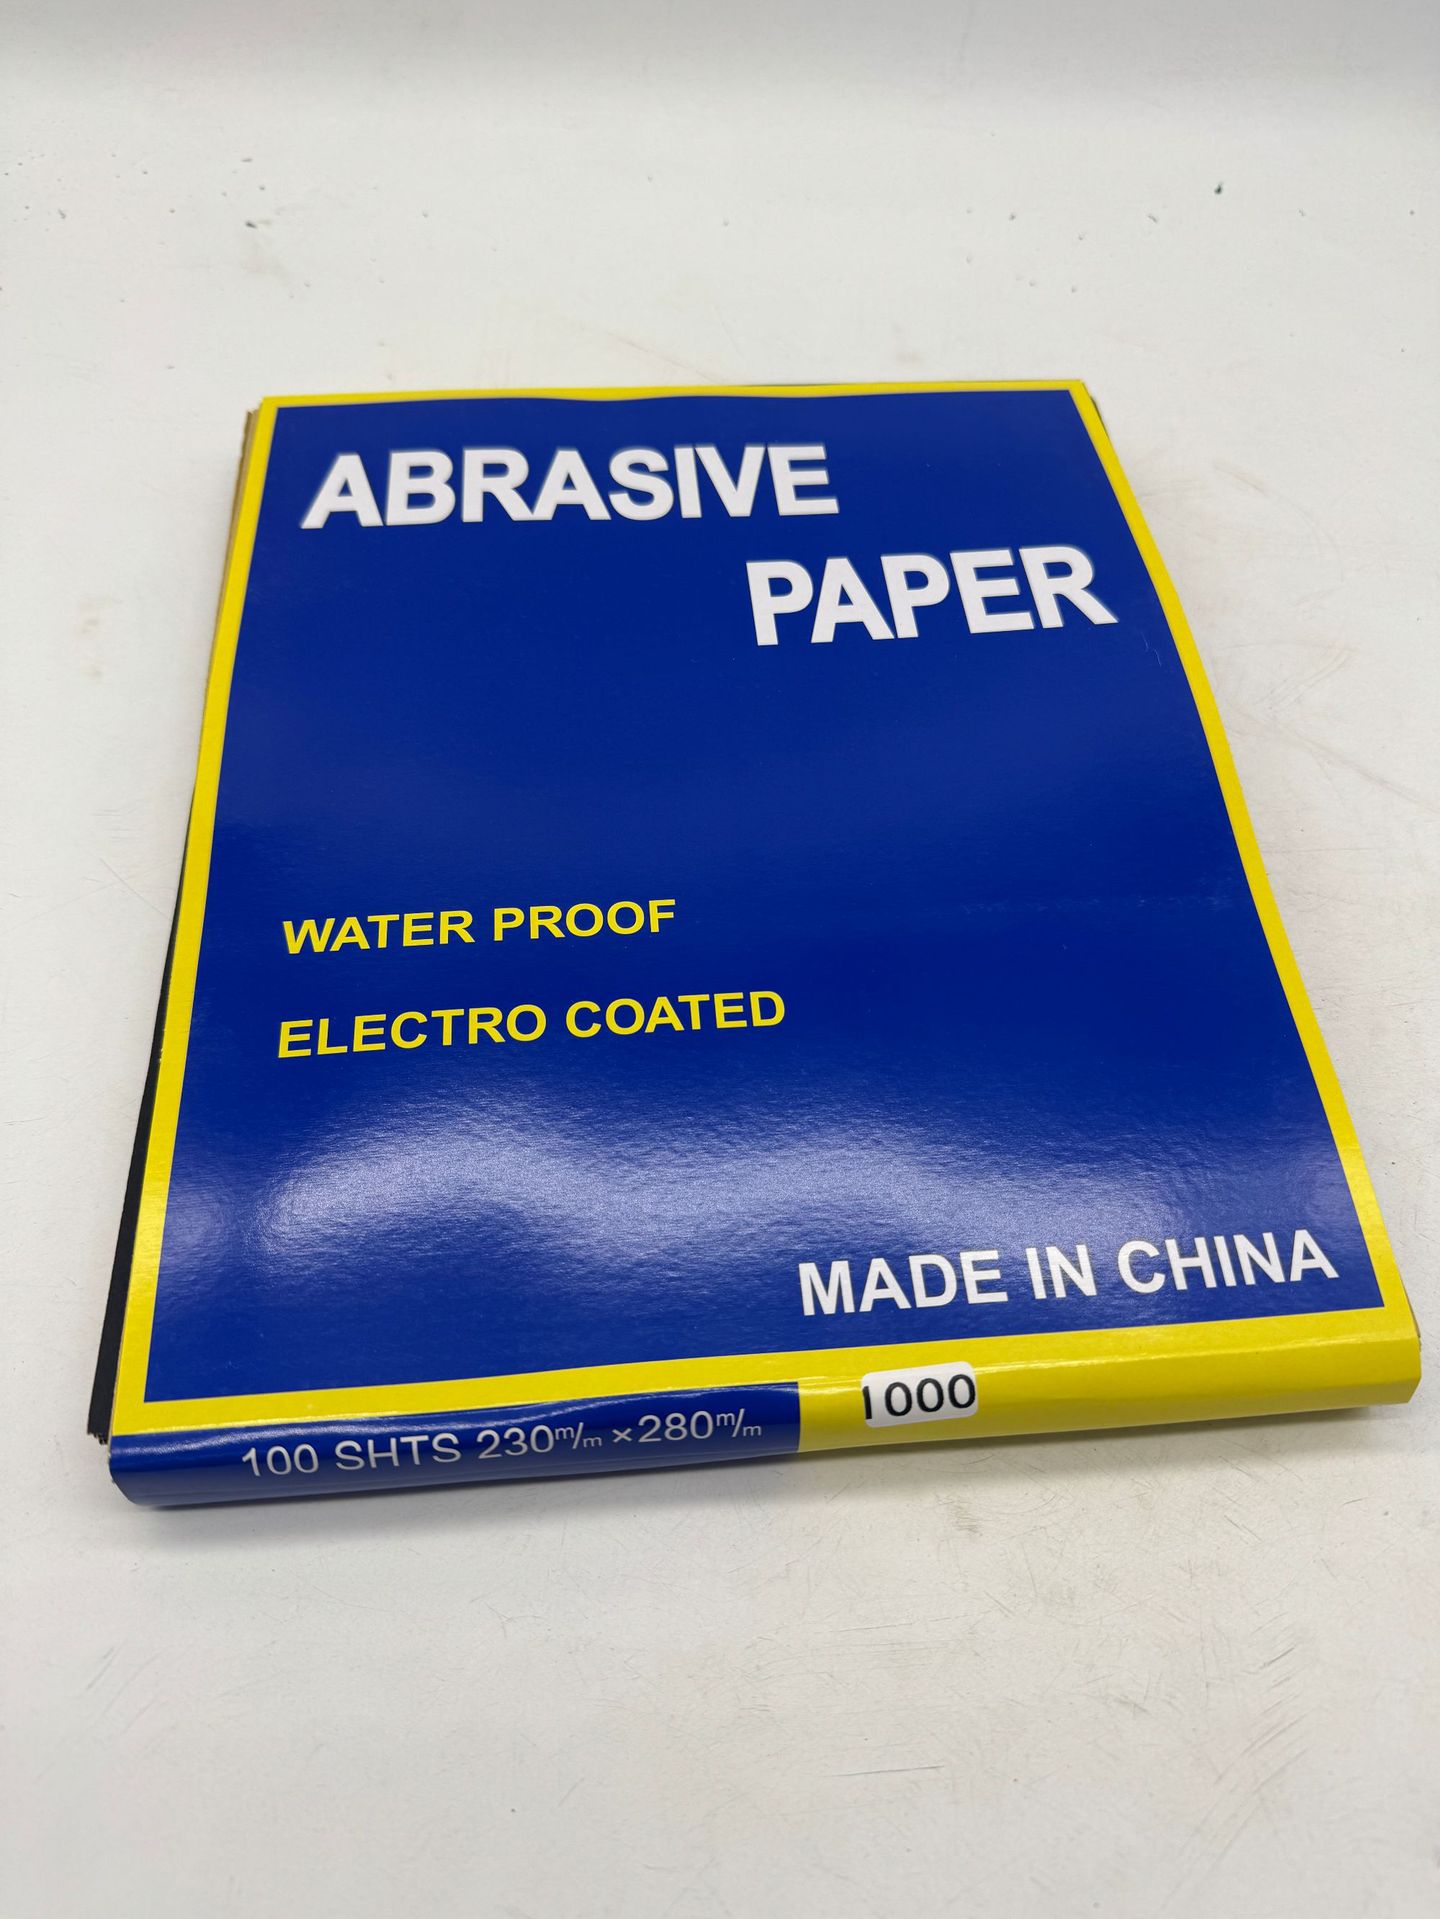 ABRASIVE
PAPER
WATER PROOF
ELECTRO COATED
MADE IN CHINA
1000
100 SHTS 230m/m ×280m/m